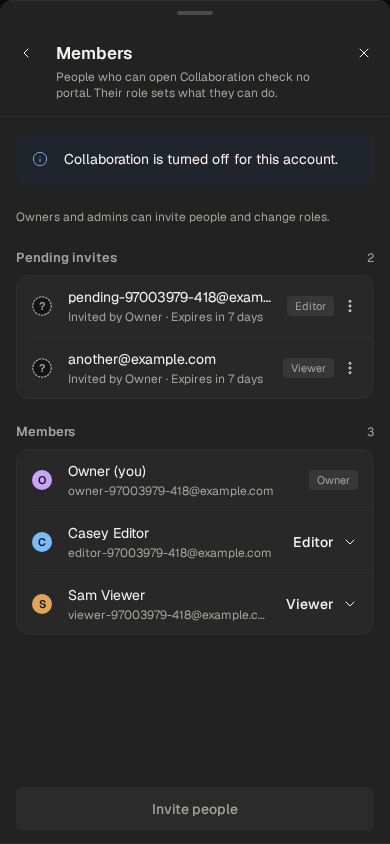 Members
People who can open Collaboration check no
portal. Their role sets what they can do.
Collaboration is turned off for this account.
Owners and admins can invite people and change roles.
Pending invites 2
? pending-97003979-418@exam...
Invited by Owner · Expires in 7 days
Editor
? another@example.com
Invited by Owner · Expires in 7 days
Viewer
Members 3
O Owner (you)
owner-97003979-418@example.com
Owner
C Casey Editor
editor-97003979-418@example.com
Editor
S Sam Viewer
viewer-97003979-418@example.c...
Viewer
Invite people